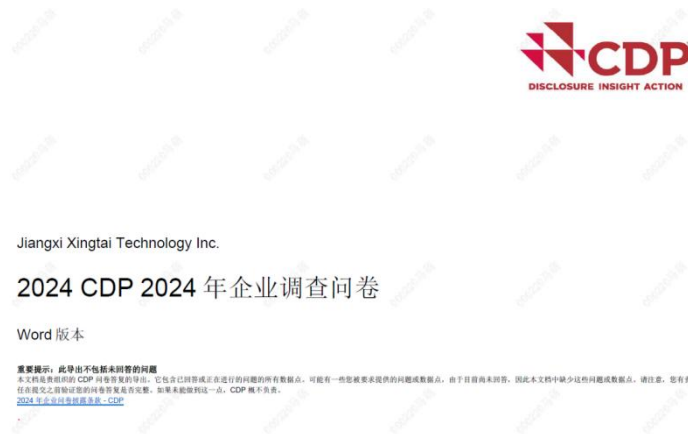 CDP
DISCLOSURE INSIGHT ACTION
Jiangxi Xingtai Technology Inc.
2024 CDP 2024 年企业调查问卷
Word 版本
重要提示：此导出不包括未回答的问题
本文档是贵组织的 CDP 问卷答复的导出。它包含已回答或正在进行的问题的所有数据点。可能有一些您被要求提供的问题或数据点，由于目前尚未回答，因此本文档中缺少这些问题或数据点。请注意，您有责
任在提交之前验证您的问卷答复是否完整。如果未能做到这一点，CDP 概不负责。
2024 年企业问卷披露条款 - CDP
.